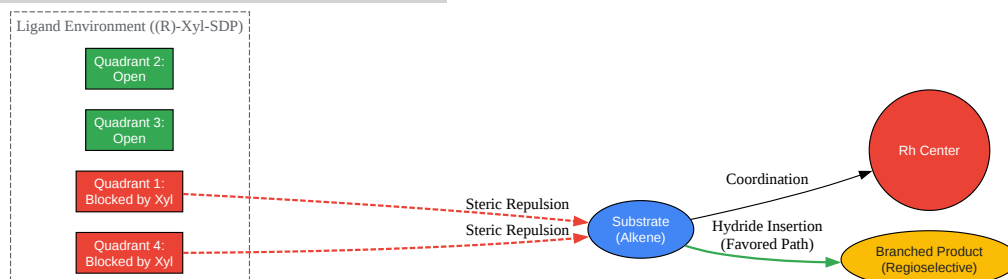 Ligand Environment ((R)-Xyl-SDP)
Quadrant 2:
Open
Quadrant 3:
Open
Quadrant 1:
Blocked by Xyl
Quadrant 4:
Blocked by Xyl
Steric Repulsion
Steric Repulsion
Substrate
(Alkene)
Coordination
Hydride Insertion
(Favored Path)
Rh Center
Branched Product
(Regioselective)